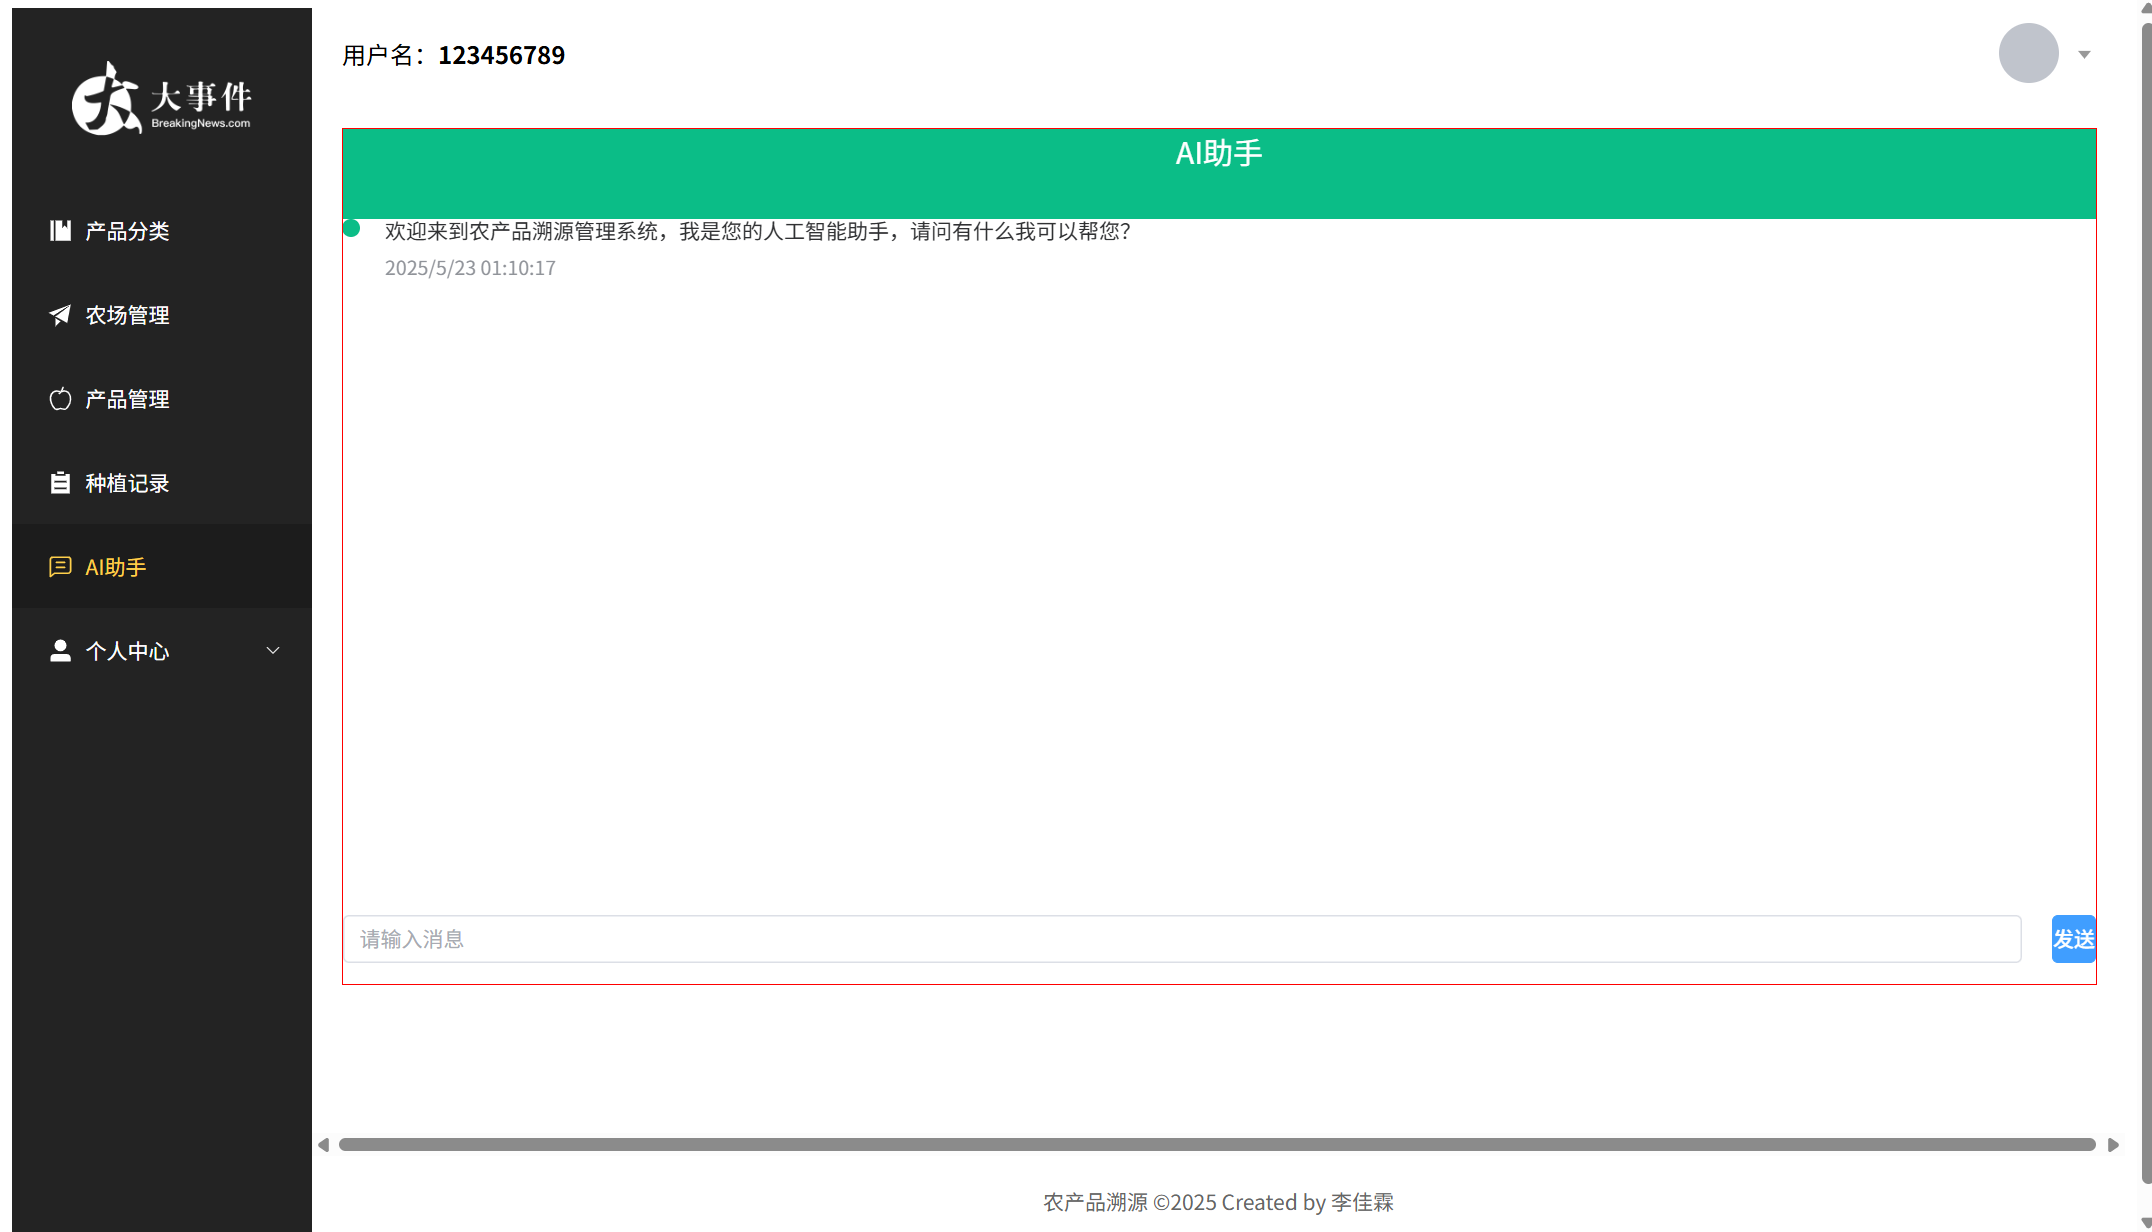 大事件
BreakingNews.com
产品分类
农场管理
产品管理
种植记录
AI助手
个人中心
用户名：123456789
AI助手
欢迎来到农产品溯源管理系统，我是您的人工智能助手，请问有什么我可以帮您？
2025/5/23 01:10:17
请输入消息
发送
农产品溯源 ©2025 Created by 李佳霖